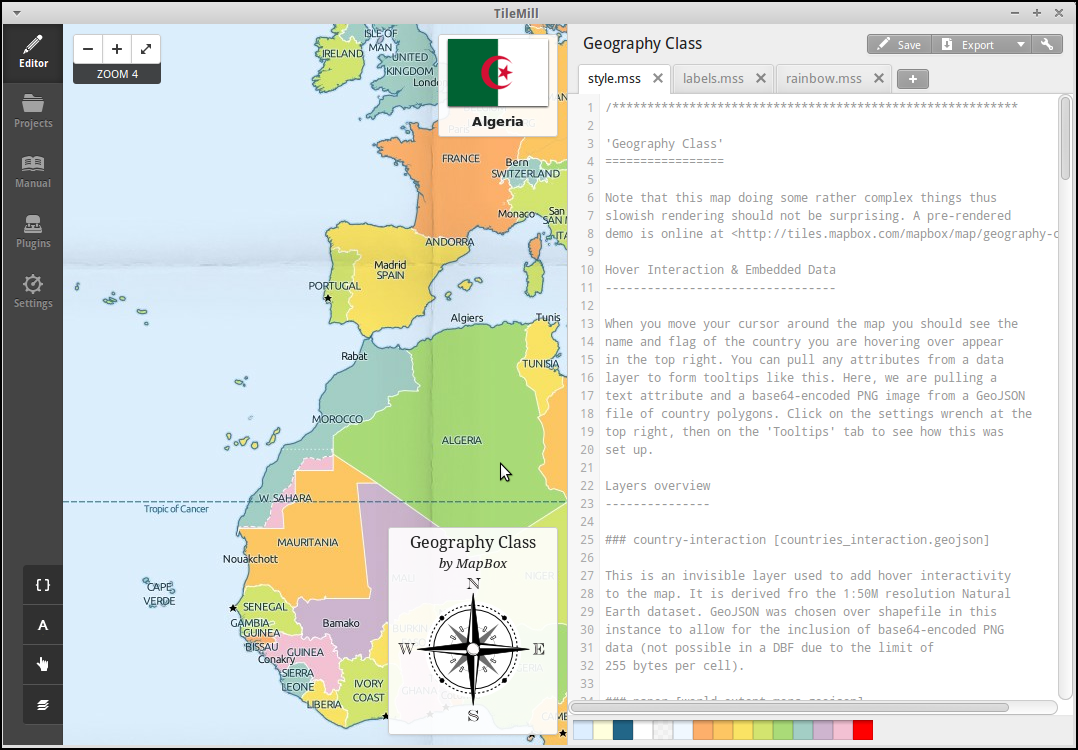 TileMill
Editor
Projects
Manual
Plugins
Settings
A
ZOOM 4
ISLE OF
MAN
IRELAND
UNITED
KINGDOM
Algeria
FRANCE
Bern
SWITZERLAND
Monaco
San
ANDORRA
Madrid
SPAIN
PORTUGAL
Algiers
Tunis
Rabat
TUNISIA
MOROCCO
ALGERIA
W. SAHARA
Tropic of Cancer
MAURITANIA
Nouakchott
CAPE
VERDE
SENEGAL
GAMBIA
GUINEA
BISSAU
Bamako
GUINEA
Conakry
SIERRA
LEONE
IVORY
COAST
LIBERIA
Geography Class
by MapBox
N
MALI
NIGER
W
E
S
GHANA
Geography Class
Save
Export
style.mss
labels.mss
rainbow.mss
1 /**********************************************************
2
3 'Geography Class'
4 =================
5
6 Note that this map doing some rather complex things thus
7 slowish rendering should not be surprising. A pre-rendered
8 demo is online at <http://tiles.mapbox.com/mapbox/map/geography-c
9
10 Hover Interaction & Embedded Data
11 ---------------------------------
12
13 When you move your cursor around the map you should see the
14 name and flag of the country you are hovering over appear
15 in the top right. You can pull any attributes from a data
16 layer to form tooltips like this. Here, we are pulling a
17 text attribute and a base64-encoded PNG image from a GeoJSON
18 file of country polygons. Click on the settings wrench at the
19 top right, then on the 'Tooltips' tab to see how this was
20 set up.
21
22 Layers overview
23 ---------------
24
25 ### country-interaction [countries_interaction.geojson]
26
27 This is an invisible layer used to add hover interactivity
28 to the map. It is derived fro the 1:50M resolution Natural
29 Earth dataset. GeoJSON was chosen over shapefile in this
30 instance to allow for the inclusion of base64-encoded PNG
31 data (not possible in a DBF due to the limit of
32 255 bytes per cell).
33